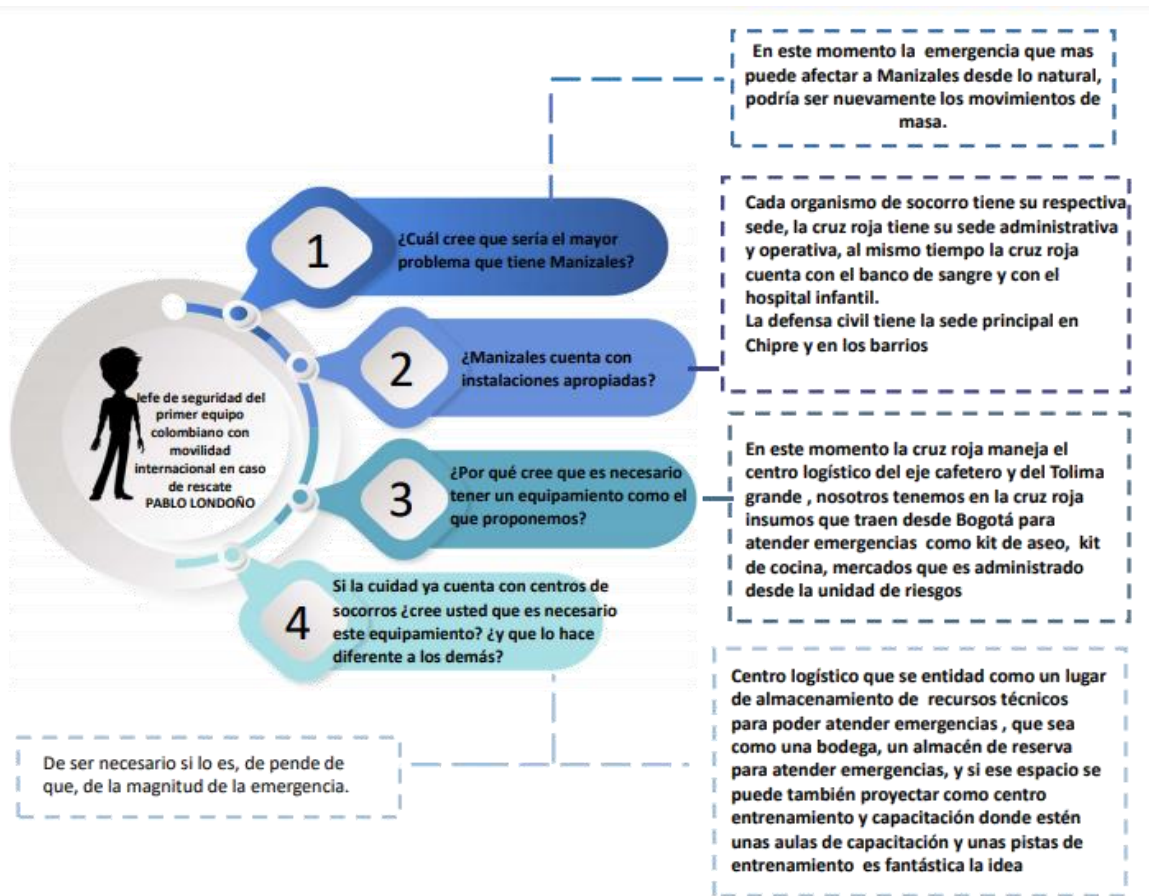 En este momento la emergencia que mas
puede afectar a Manizales desde lo natural,
podría ser nuevamente los movimientos de
masa.
1
¿Cuál cree que sería el mayor
problema que tiene Manizales?
Cada organismo de socorro tiene su respectiva
sede, la cruz roja tiene su sede administrativa
y operativa, al mismo tiempo la cruz roja
cuenta con el banco de sangre y con el
hospital infantil.
La defensa civil tiene la sede principal en
Chipre y en los barrios
2
¿Manizales cuenta con
instalaciones apropiadas?
Jefe de seguridad del
primer equipo
colombiano con
movilidad
internacional en caso
de rescate
PABLO LONDOÑO
3
¿Por qué cree que es necesario
tener un equipamiento como el
que proponemos?
En este momento la cruz roja maneja el
centro logístico del eje cafetero y del Tolima
grande , nosotros tenemos en la cruz roja
insumos que traen desde Bogotá para
atender emergencias como kit de aseo, kit
de cocina, mercados que es administrado
desde la unidad de riesgos
4
Si la cuidad ya cuenta con centros de
socorros ¿cree usted que es necesario
este equipamiento? ¿y que lo hace
diferente a los demás?
De ser necesario si lo es, de pende de
que, de la magnitud de la emergencia.
Centro logístico que se entidad como un lugar
de almacenamiento de recursos técnicos
para poder atender emergencias , que sea
como una bodega, un almacén de reserva
para atender emergencias, y si ese espacio se
puede también proyectar como centro
entrenamiento y capacitación donde estén
unas aulas de capacitación y unas pistas de
entrenamiento es fantástica la idea